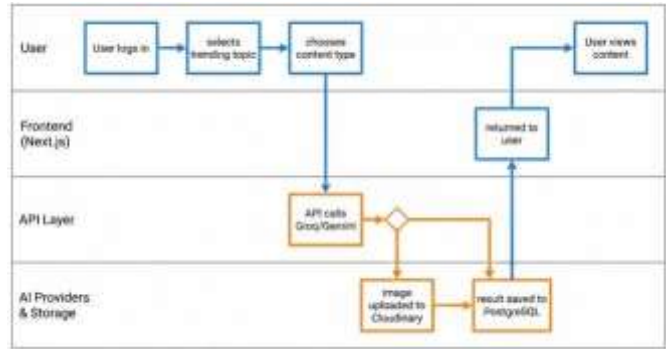 User
User logs in
selects
trending topic
chooses
content type
User views
content
Frontend
(Next.js)
returned to
user
API Layer
API calls
Groq/Gemini
AI Providers
& Storage
image
uploaded to
Cloudinary
result saved to
PostgreSQL